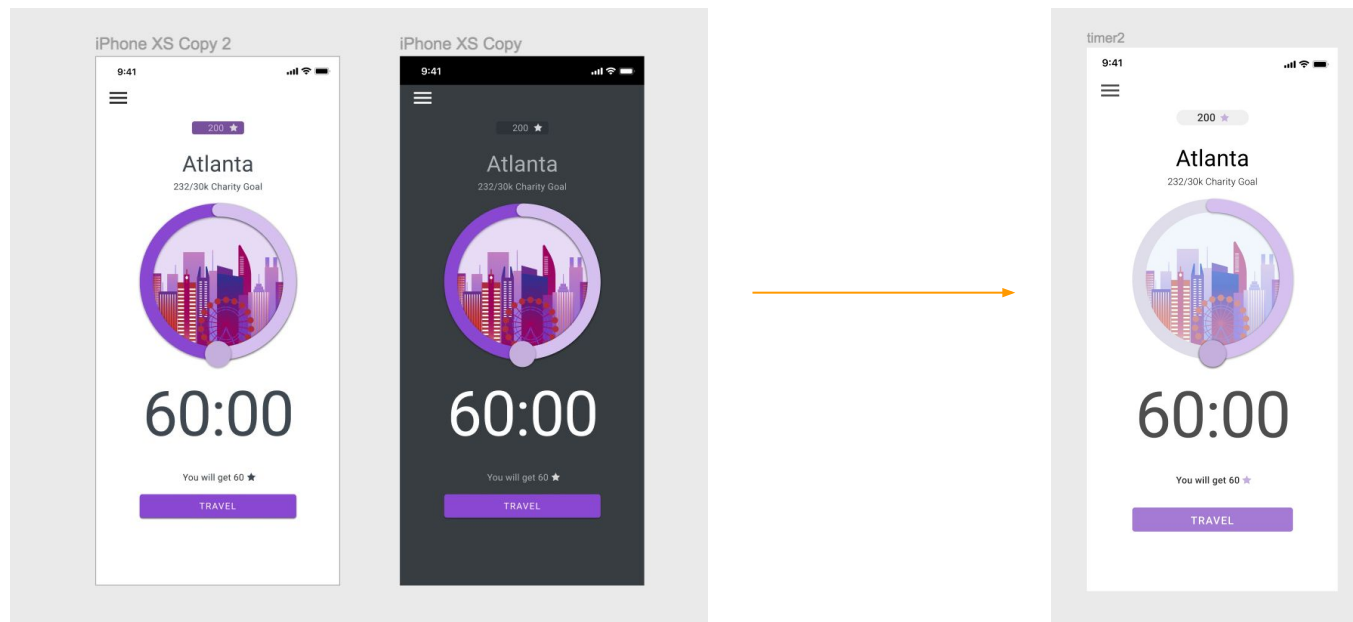 iPhone XS Copy 2
9:41
200
Atlanta
232/30k Charity Goal
60:00
You will get 60
TRAVEL
iPhone XS Copy
9:41
200
Atlanta
232/30k Charity Goal
60:00
You will get 60
TRAVEL
timer2
9:41
200
Atlanta
232/30k Charity Goal
60:00
You will get 60
TRAVEL